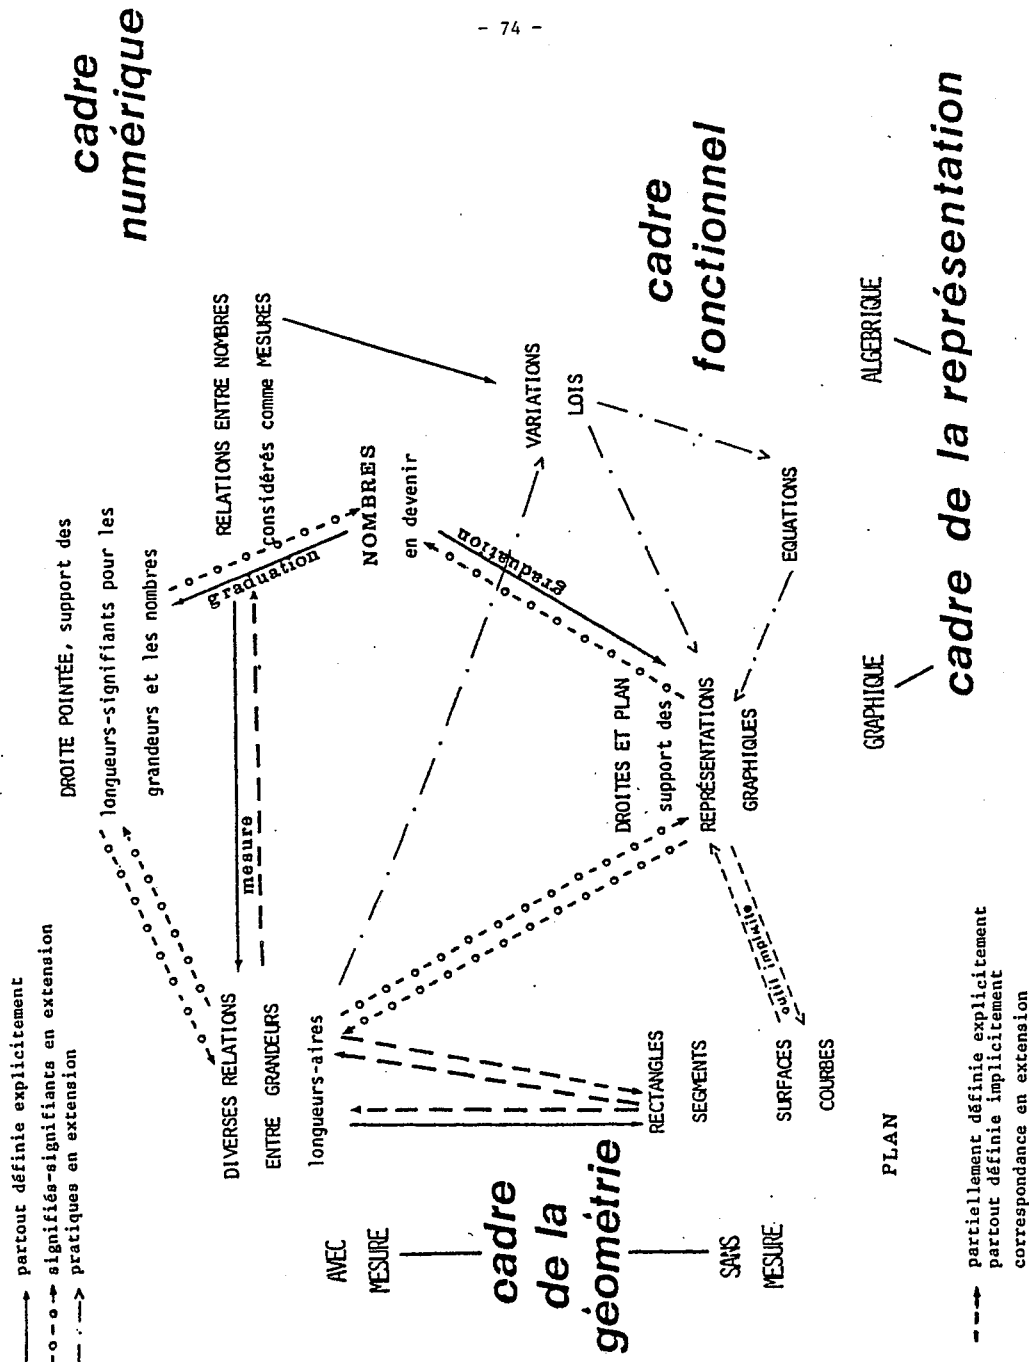 - 74 -
partout définie explicitement
signifiés-signifiants en extension
pratiques en extension
cadre
numérique
DROITE POINTÉE, support des
longueurs-signifiants pour les
grandeurs et les nombres
RELATIONS ENTRE NOMBRES
considérés comme MESURES
graduation
NOMBRES
en devenir
mesure
DIVERSES RELATIONS
ENTRE GRANDEURS
longueurs-aires
AVEC
MESURE
cadre
de la
géométrie
SANS
MESURE
RECTANGLES
SEGMENTS
SURFACES
COURBES
PLAN
outil implicite
graduation
DROITES ET PLAN
support des
REPRÉSENTATIONS
GRAPHIQUES
VARIATIONS
LOIS
EQUATIONS
cadre
fonctionnel
GRAPHIQUE
ALGEBRIQUE
cadre de la représentation
partiellement définie explicitement
partout définie implicitement
correspondance en extension